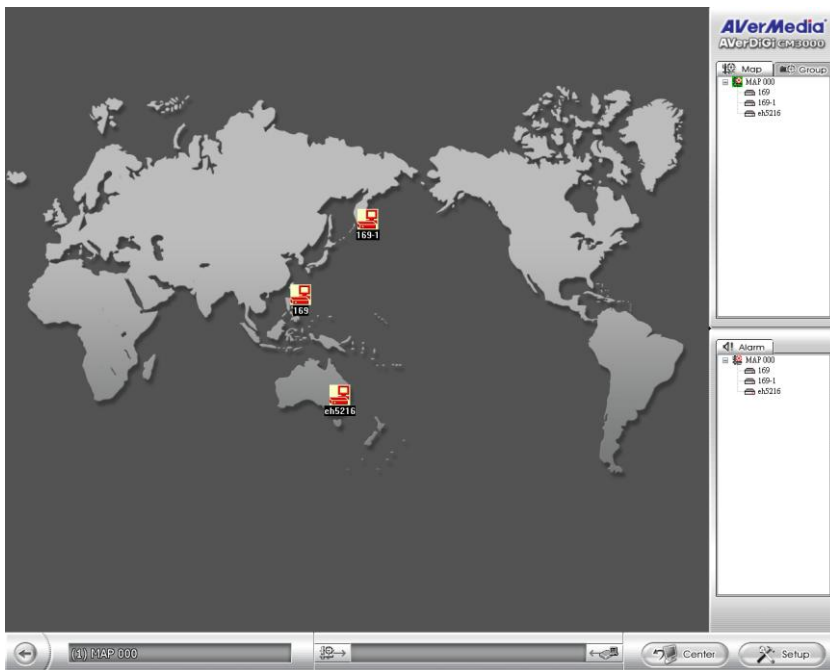 AVerMedia
AVerDiGi CM3000
Map
Group
MAP 000
169
169-1
eh5216
169-1
169
eh5216
Alarm
MAP 000
169
169-1
eh5216
(1) MAP 000
Center
Setup